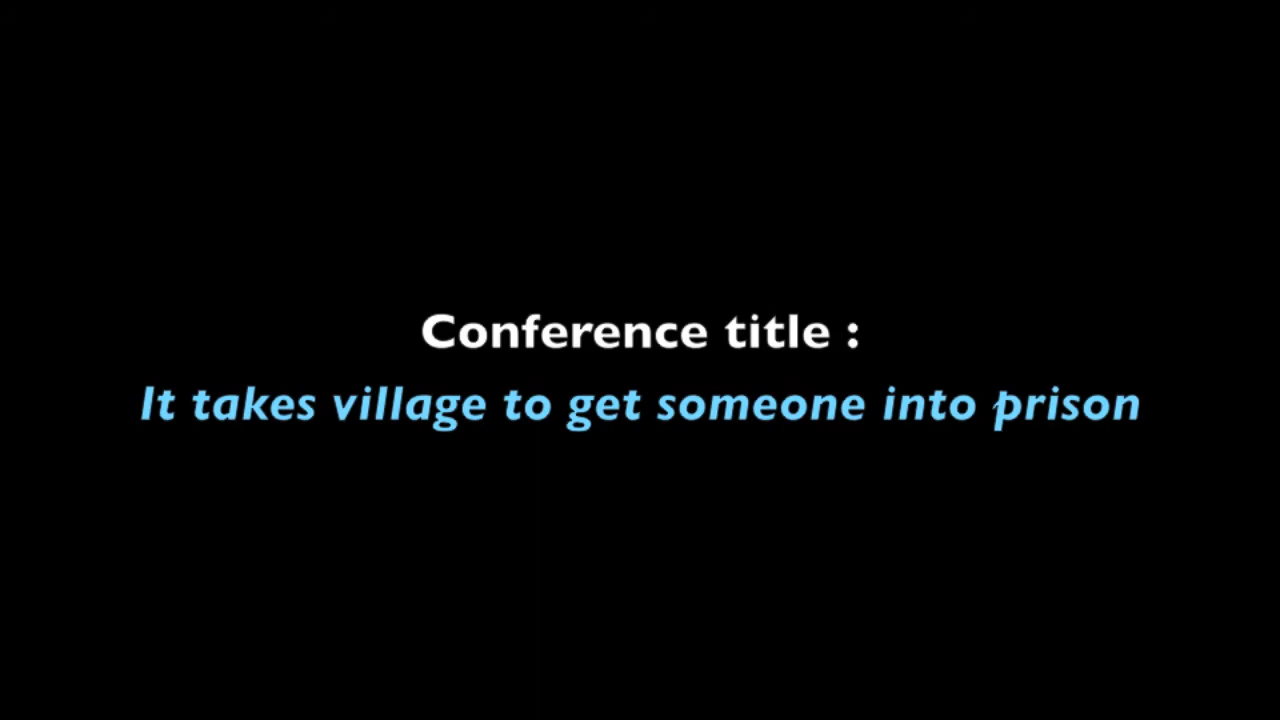 Conference title :
It takes village to get someone into prison